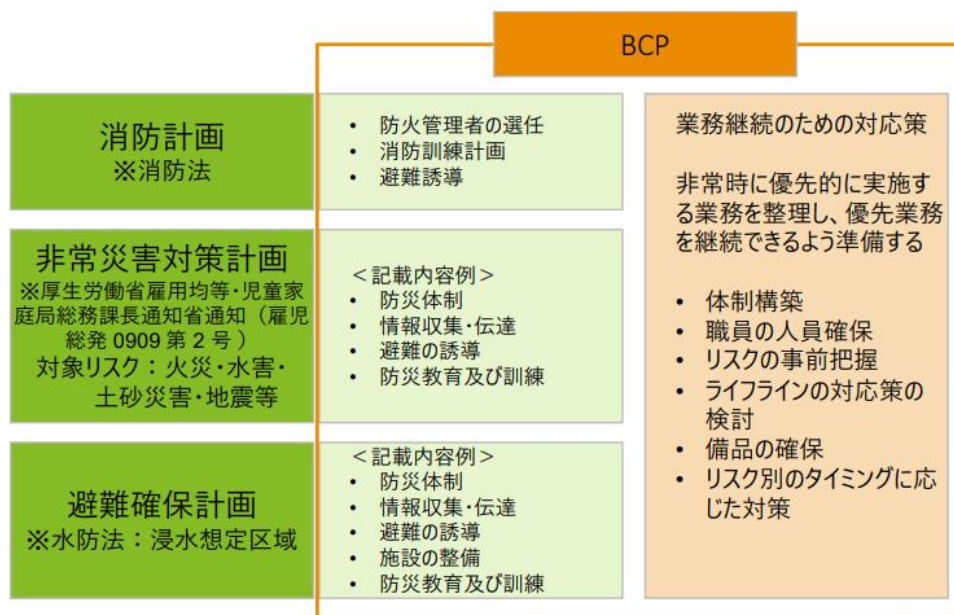 BCP
消防計画
※消防法
• 防火管理者の選任
• 消防訓練計画
• 避難誘導
非常災害対策計画
※厚生労働省雇用均等・児童家
庭局総務課長通知省通知（雇児
総発 0909 第 2 号 ）
対象リスク：火災・水害・
土砂災害・地震等
＜記載内容例＞
• 防災体制
• 情報収集・伝達
• 避難の誘導
• 防災教育及び訓練
避難確保計画
※水防法：浸水想定区域
＜記載内容例＞
• 防災体制
• 情報収集・伝達
• 避難の誘導
• 施設の整備
• 防災教育及び訓練
業務継続のための対応策
非常時に優先的に実施す
る業務を整理し、優先業務
を継続できるよう準備する
• 体制構築
• 職員の人員確保
• リスクの事前把握
• ライフラインの対応策の
検討
• 備品の確保
• リスク別のタイミングに応
じた対策